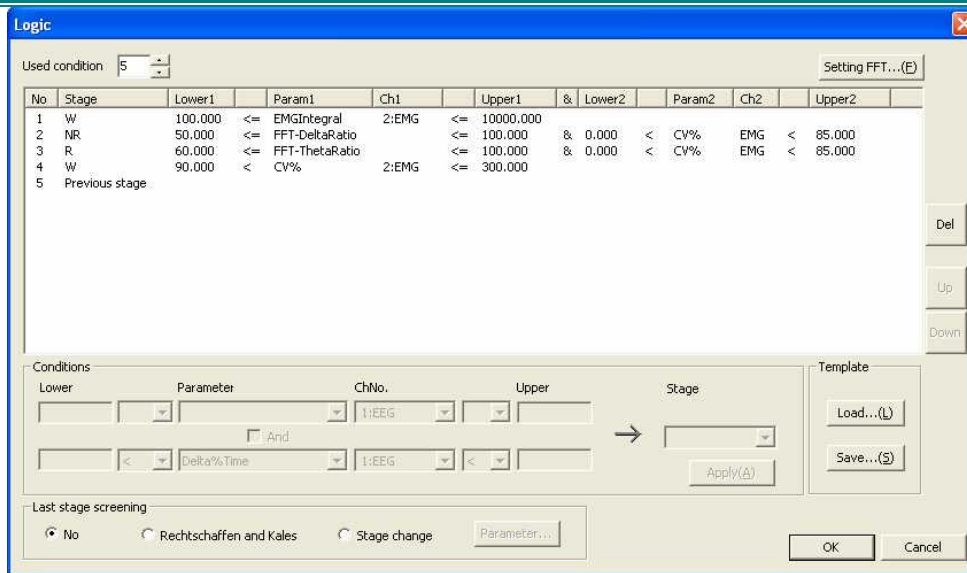 Logic
Used condition 5 Setting FFT...(F)
No Stage Lower1 Param1 Ch1 Upper1 & Lower2 Param2 Ch2 Upper2
1 W 100.000 <= EMGIntegral 2:EMG <= 10000.000
2 NR 50.000 <= FFT-DeltaRatio <= 100.000 & 0.000 < CV% EMG < 85.000
3 R 60.000 <= FFT-ThetaRatio <= 100.000 & 0.000 < CV% EMG < 85.000
4 W 90.000 < CV% 2:EMG <= 300.000
5 Previous stage
Del
Up
Down
Conditions
Lower Parameter ChNo. Upper Stage
1:EEG
And
< Delta%Time 1:EEG <
Apply(A)
Template
Load...(L)
Save...(S)
Last stage screening
No Rechtschaffen and Kales Stage change Parameter...
OK Cancel